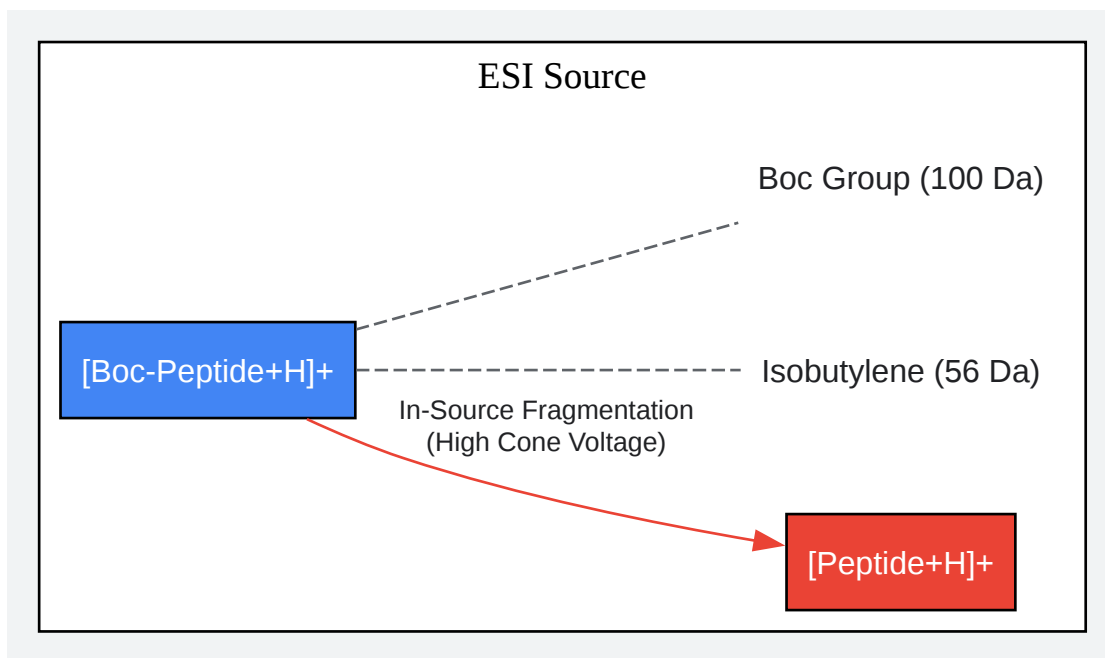 ESI Source
Boc Group (100 Da)
[Boc-Peptide+H]+
Isobutylene (56 Da)
In-Source Fragmentation
(High Cone Voltage)
[Peptide+H]+